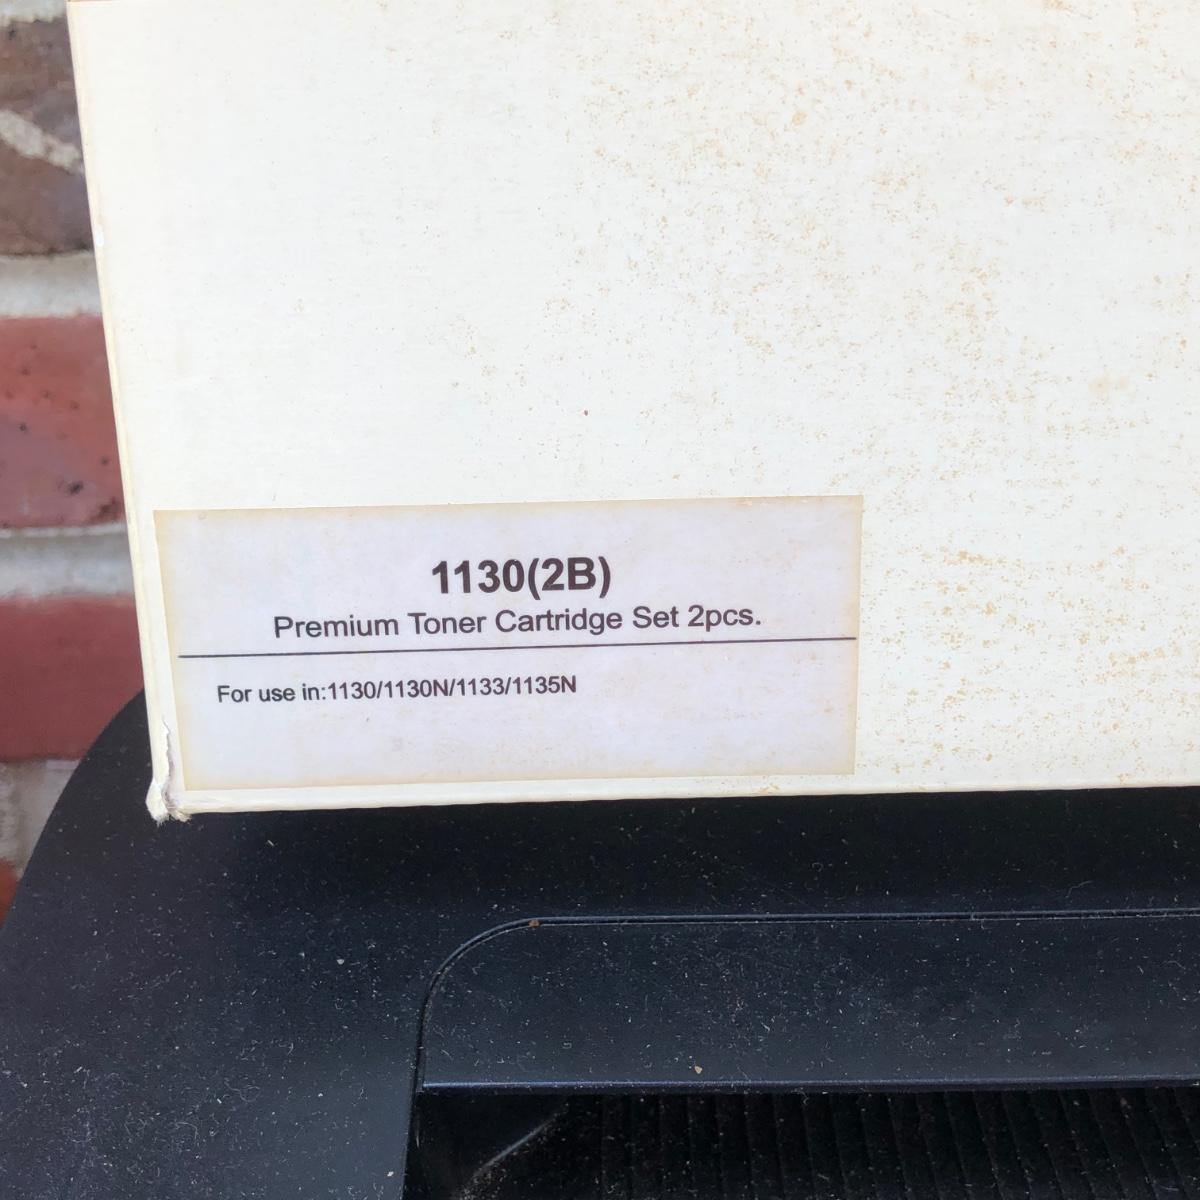 1130(2B)
Premium Toner Cartridge Set 2pcs.
For use in:1130/1130N/1133/1135N